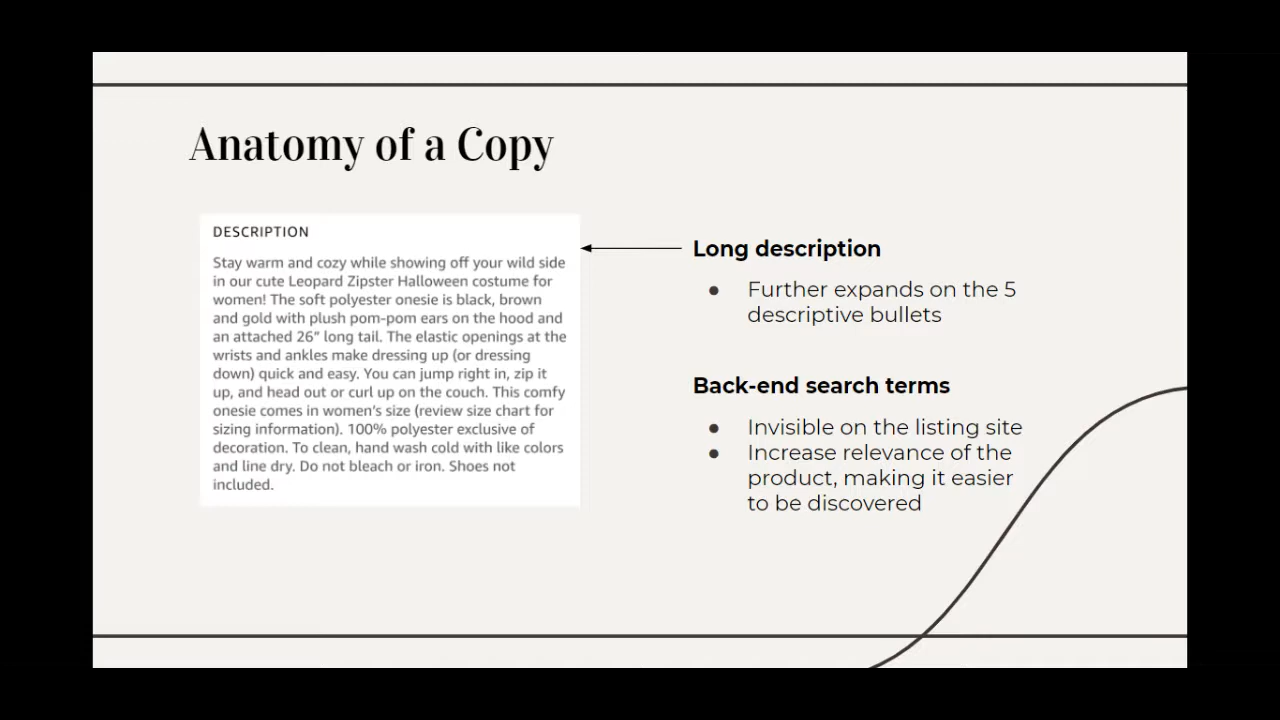 Anatomy of a Copy
DESCRIPTION
Stay warm and cozy while showing off your wild side
in our cute Leopard Zipster Halloween costume for
women! The soft polyester onesie is black, brown
and gold with plush pom-pom ears on the hood and
an attached 26” long tail. The elastic openings at the
wrists and ankles make dressing up (or dressing
down) quick and easy. You can jump right in, zip it
up, and head out or curl up on the couch. This comfy
onesie comes in women's size (review size chart for
sizing information). 100% polyester exclusive of
decoration. To clean, hand wash cold with like colors
and line dry. Do not bleach or iron. Shoes not
included.
Long description
● Further expands on the 5
descriptive bullets
Back-end search terms
● Invisible on the listing site
● Increase relevance of the
product, making it easier
to be discovered